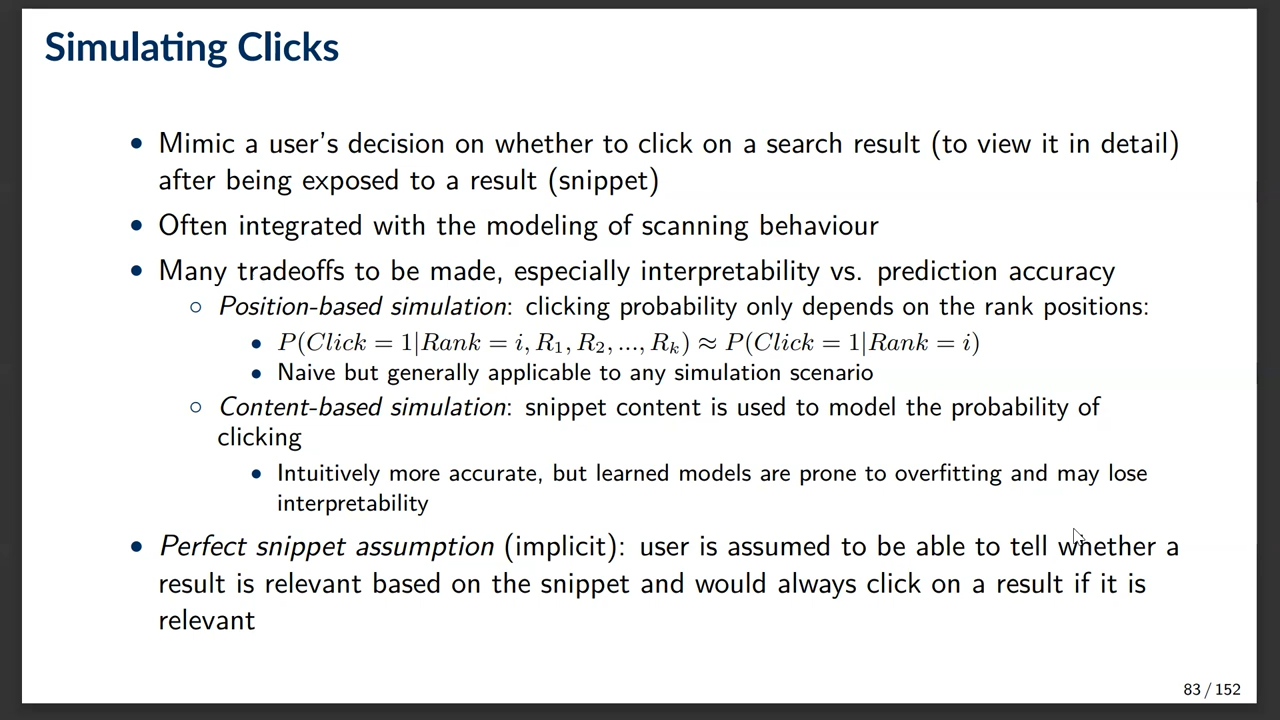 Simulating Clicks
• Mimic a user's decision on whether to click on a search result (to view it in detail)
after being exposed to a result (snippet)
• Often integrated with the modeling of scanning behaviour
• Many tradeoffs to be made, especially interpretability vs. prediction accuracy
○ Position-based simulation: clicking probability only depends on the rank positions:
• P(Click = 1|Rank = i, R₁, R₂, ..., Rₖ) ≈ P(Click = 1|Rank = i)
• Naive but generally applicable to any simulation scenario
○ Content-based simulation: snippet content is used to model the probability of
clicking
• Intuitively more accurate, but learned models are prone to overfitting and may lose
interpretability
• Perfect snippet assumption (implicit): user is assumed to be able to tell whether a
result is relevant based on the snippet and would always click on a result if it is
relevant
83 / 152